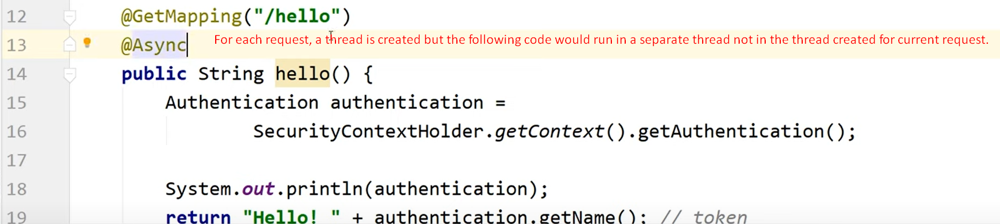 12 @GetMapping("/hello")
13 @Async For each request, a thread is created but the following code would run in a separate thread not in the thread created for current request.
14 public String hello() {
15 Authentication authentication =
16 SecurityContextHolder.getContext().getAuthentication();
17
18 System.out.println(authentication);
19 return "Hello! " + authentication.getName(); // token